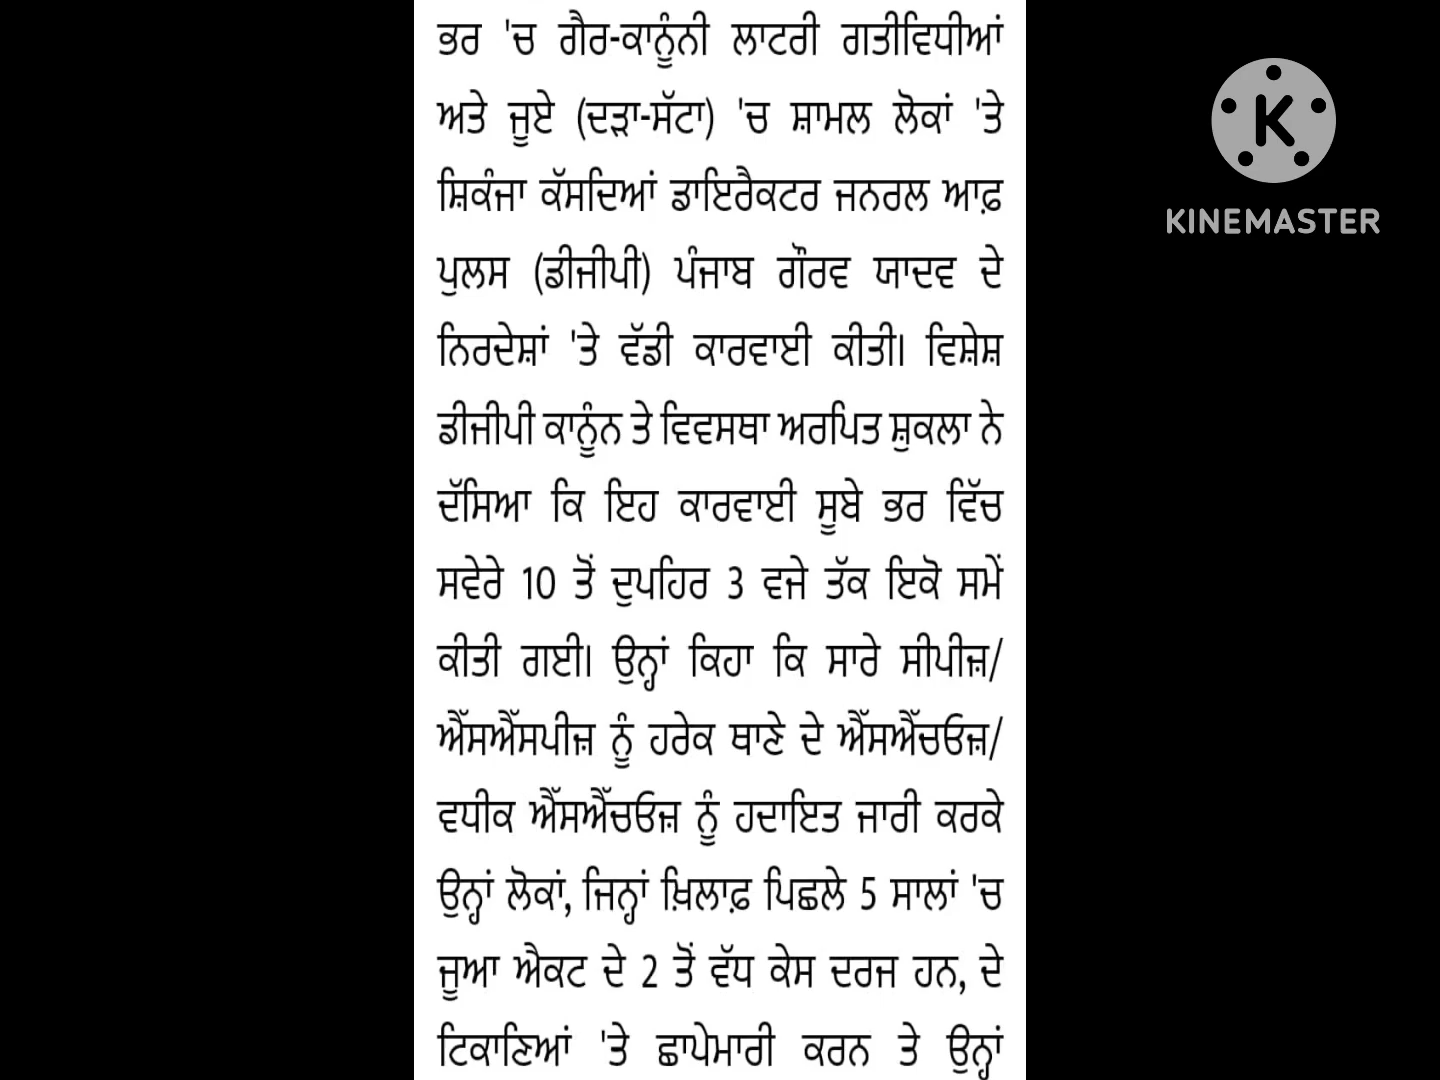 ਭਰ 'ਚ ਗੈਰ-ਕਾਨੂੰਨੀ ਲਾਟਰੀ ਗਤੀਵਿਧੀਆਂ
ਅਤੇ ਜੂਏ (ਦੜਾ-ਸੱਟਾ) 'ਚ ਸ਼ਾਮਲ ਲੋਕਾਂ 'ਤੇ
ਸ਼ਿਕੰਜਾ ਕੱਸਦਿਆਂ ਡਾਇਰੈਕਟਰ ਜਨਰਲ ਆਫ਼
ਪੁਲਸ (ਡੀਜੀਪੀ) ਪੰਜਾਬ ਗੌਰਵ ਯਾਦਵ ਦੇ
ਨਿਰਦੇਸ਼ਾਂ 'ਤੇ ਵੱਡੀ ਕਾਰਵਾਈ ਕੀਤੀ। ਵਿਸ਼ੇਸ਼
ਡੀਜੀਪੀ ਕਾਨੂੰਨ ਤੇ ਵਿਵਸਥਾ ਅਰਪਿਤ ਸ਼ੁਕਲਾ ਨੇ
ਦੱਸਿਆ ਕਿ ਇਹ ਕਾਰਵਾਈ ਸੂਬੇ ਭਰ ਵਿੱਚ
ਸਵੇਰੇ 10 ਤੋਂ ਦੁਪਹਿਰ 3 ਵਜੇ ਤੱਕ ਇਕੋ ਸਮੇਂ
ਕੀਤੀ ਗਈ। ਉਨ੍ਹਾਂ ਕਿਹਾ ਕਿ ਸਾਰੇ ਸੀਪੀਜ਼/
ਐੱਸਐੱਸਪੀਜ਼ ਨੂੰ ਹਰੇਕ ਥਾਣੇ ਦੇ ਐੱਸਐੱਚਓਜ਼/
ਵਧੀਕ ਐੱਸਐੱਚਓਜ਼ ਨੂੰ ਹਦਾਇਤ ਜਾਰੀ ਕਰਕੇ
ਉਨ੍ਹਾਂ ਲੋਕਾਂ, ਜਿਨ੍ਹਾਂ ਖ਼ਿਲਾਫ਼ ਪਿਛਲੇ 5 ਸਾਲਾਂ 'ਚ
ਜੂਆ ਐਕਟ ਦੇ 2 ਤੋਂ ਵੱਧ ਕੇਸ ਦਰਜ ਹਨ, ਦੇ
ਟਿਕਾਣਿਆਂ 'ਤੇ ਛਾਪੇਮਾਰੀ ਕਰਨ ਤੇ ਉਨ੍ਹਾਂ
K
KINEMASTER